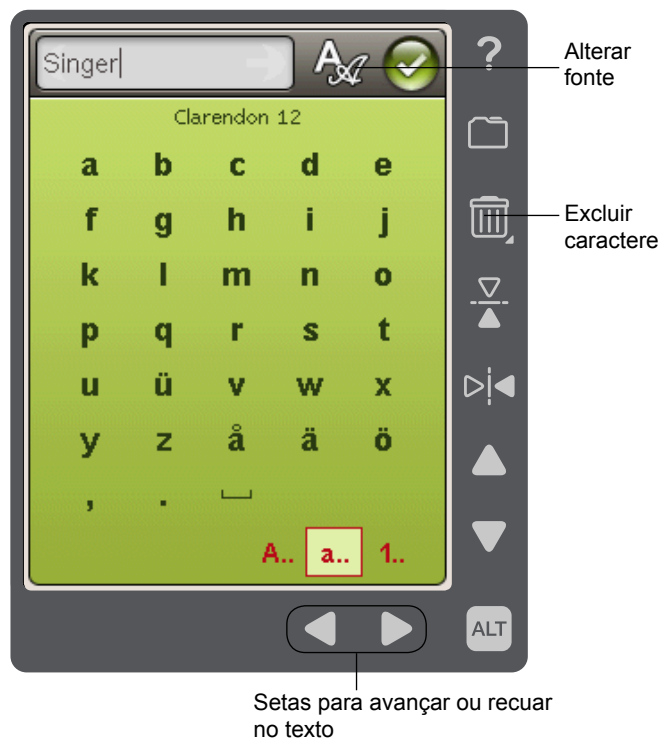 Singer
?
Alterar
fonte
Clarendon 12
a b c d e
f g h i j
Excluir
caractere
k l m n o
p q r s t
u ü v w x
y z å ä ö
, .
A.. a.. 1..
ALT
Setas para avançar ou recuar
no texto